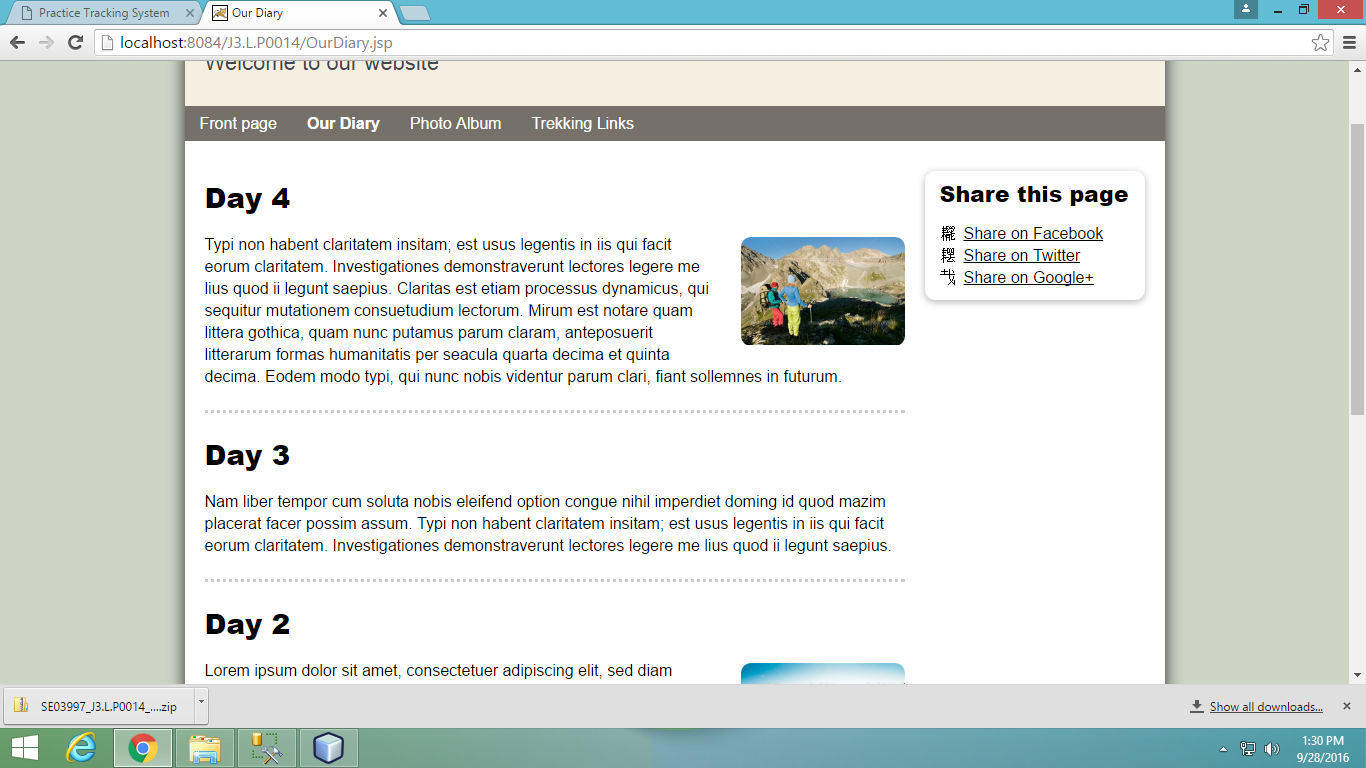 Practice Tracking System
Our Diary
localhost:8084/J3.L.P0014/OurDiary.jsp
Welcome to our website
Front page
Our Diary
Photo Album
Trekking Links
Day 4
Typi non habent claritatem insitam; est usus legentis in iis qui facit
eorum claritatem. Investigationes demonstraverunt lectores legere me
lius quod ii legunt saepius. Claritas est etiam processus dynamicus, qui
sequitur mutationem consuetudium lectorum. Mirum est notare quam
littera gothica, quam nunc putamus parum claram, anteposuerit
litterarum formas humanitatis per seacula quarta decima et quinta
decima. Eodem modo typi, qui nunc nobis videntur parum clari, fiant sollemnes in futurum.
Day 3
Nam liber tempor cum soluta nobis eleifend option congue nihil imperdiet doming id quod mazim
placerat facer possim assum. Typi non habent claritatem insitam; est usus legentis in iis qui facit
eorum claritatem. Investigationes demonstraverunt lectores legere me lius quod ii legunt saepius.
Day 2
Lorem ipsum dolor sit amet, consectetuer adipiscing elit, sed diam
Share this page
Share on Facebook
Share on Twitter
Share on Google+
SE03997_J3.L.P0014_....zip
Show all downloads...
1:30 PM
9/28/2016